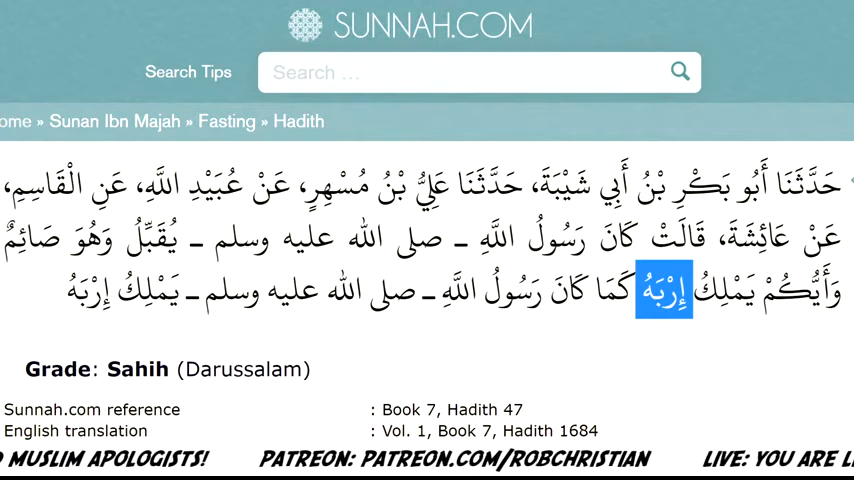 SUNNAH.COM
Search Tips
Search ...
ome » Sunan Ibn Majah » Fasting » Hadith
حَدَّثَنَا أَبُو بَكْرِ بْنُ أَبِي شَيْبَةَ، حَدَّثَنَا عَلِيُّ بْنُ مُسْهِرٍ، عَنْ عُبَيْدِ اللَّهِ، عَنِ الْقَاسِمِ،
عَنْ عَائِشَةَ، قَالَتْ كَانَ رَسُولُ اللَّهِ ـ صلى الله عليه وسلم ـ يُقَبِّلُ وَهُوَ صَائِمٌ
وَأَيُّكُمْ يَمْلِكُ إِرْبَهُ كَمَا كَانَ رَسُولُ اللَّهِ ـ صلى الله عليه وسلم ـ يَمْلِكُ إِرْبَهُ
Grade: Sahih (Darussalam)
Sunnah.com reference : Book 7, Hadith 47
English translation : Vol. 1, Book 7, Hadith 1684
MUSLIM APOLOGISTS! PATREON: PATREON.COM/ROBCHRISTIAN LIVE: YOU ARE L